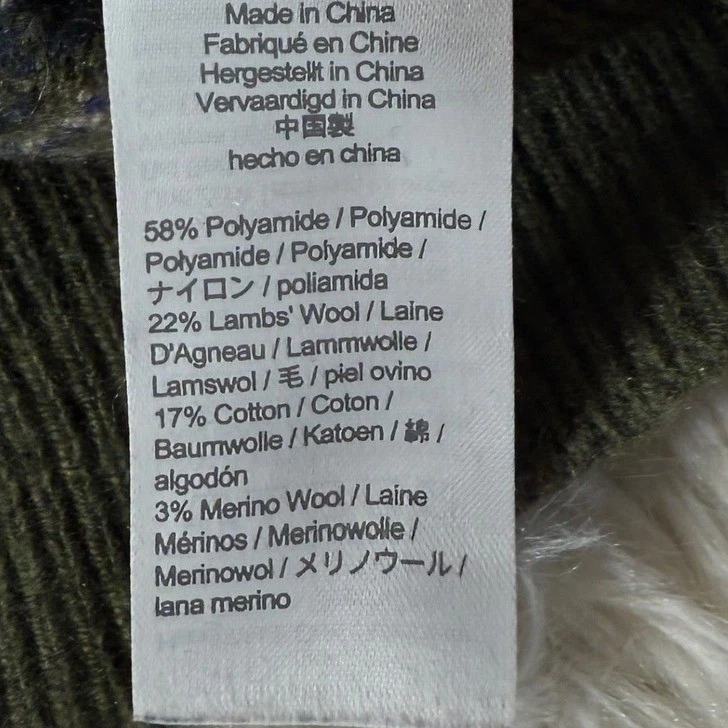 Made in China
Fabriqué en Chine
Hergestellt in China
Vervaardigd in China
中国製
hecho en china
58% Polyamide / Polyamide /
Polyamide / Polyamide /
ナイロン / poliamida
22% Lambs' Wool / Laine
D'Agneau / Lammwolle /
Lamswol / 毛 / piel ovino
17% Cotton / Coton /
Baumwolle / Katoen / 綿 /
algodón
3% Merino Wool / Laine
Mérinos / Merinowolle /
Merinowol / メリノウール /
lana merino